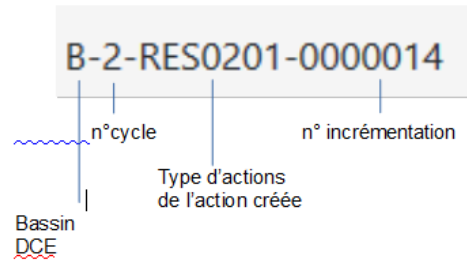 B-2-RES0201-0000014
n°cycle
n° incrémentation
Type d'actions
de l'action créée
Bassin
DCE